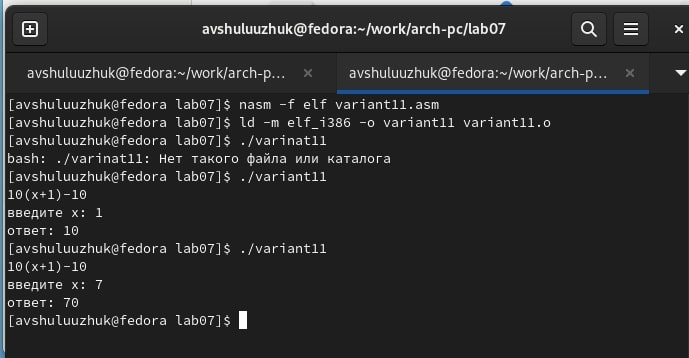 avshuluuzhuk@fedora:~/work/arch-pc/lab07
avshuluuzhuk@fedora:~/work/arch-p... avshuluuzhuk@fedora:~/work/arch-p...
[avshuluuzhuk@fedora lab07]$ nasm -f elf variant11.asm
[avshuluuzhuk@fedora lab07]$ ld -m elf_i386 -o variant11 variant11.o
[avshuluuzhuk@fedora lab07]$ ./varinat11
bash: ./varinat11: Нет такого файла или каталога
[avshuluuzhuk@fedora lab07]$ ./variant11
10(x+1)-10
введите x: 1
ответ: 10
[avshuluuzhuk@fedora lab07]$ ./variant11
10(x+1)-10
введите x: 7
ответ: 70
[avshuluuzhuk@fedora lab07]$